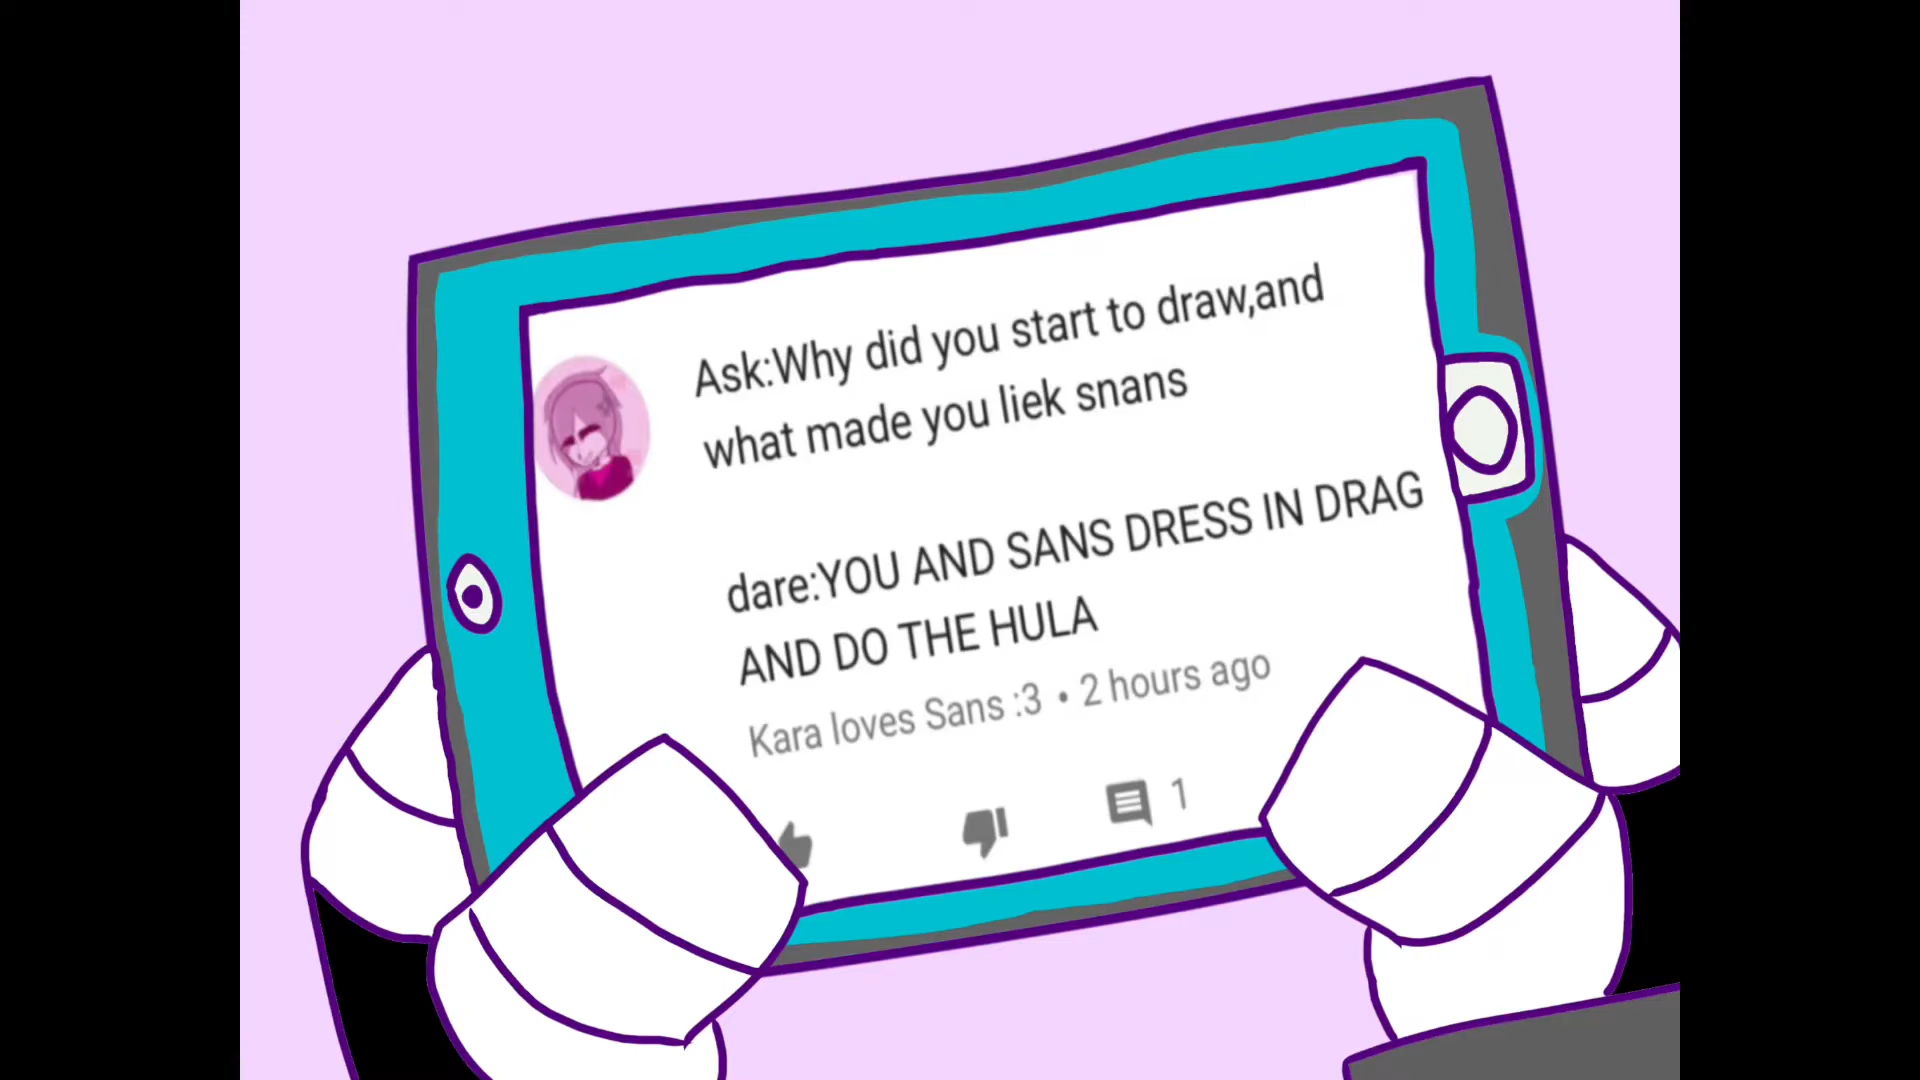 Ask:Why did you start to draw,and
what made you liek snans
dare:YOU AND SANS DRESS IN DRAG
AND DO THE HULA
Kara loves Sans :3 • 2 hours ago
1